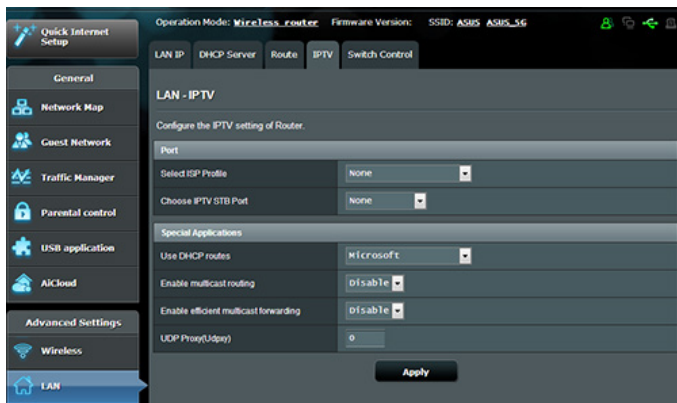 Quick Internet
Setup
Operation Mode: Wireless router Firmware Version: SSID: ASUS ASUS_5G
LAN IP DHCP Server Route IPTV Switch Control
General
Network Map
Guest Network
Traffic Manager
Parental control
USB application
AiCloud
Advanced Settings
Wireless
LAN
LAN - IPTV
Configure the IPTV setting of Router.
Port
Select ISP Profile None
Choose IPTV STB Port None
Special Applications
Use DHCP routes Microsoft
Enable multicast routing Disable
Enable efficient multicast forwarding Disable
UDP Proxy(Udpxy) 0
Apply